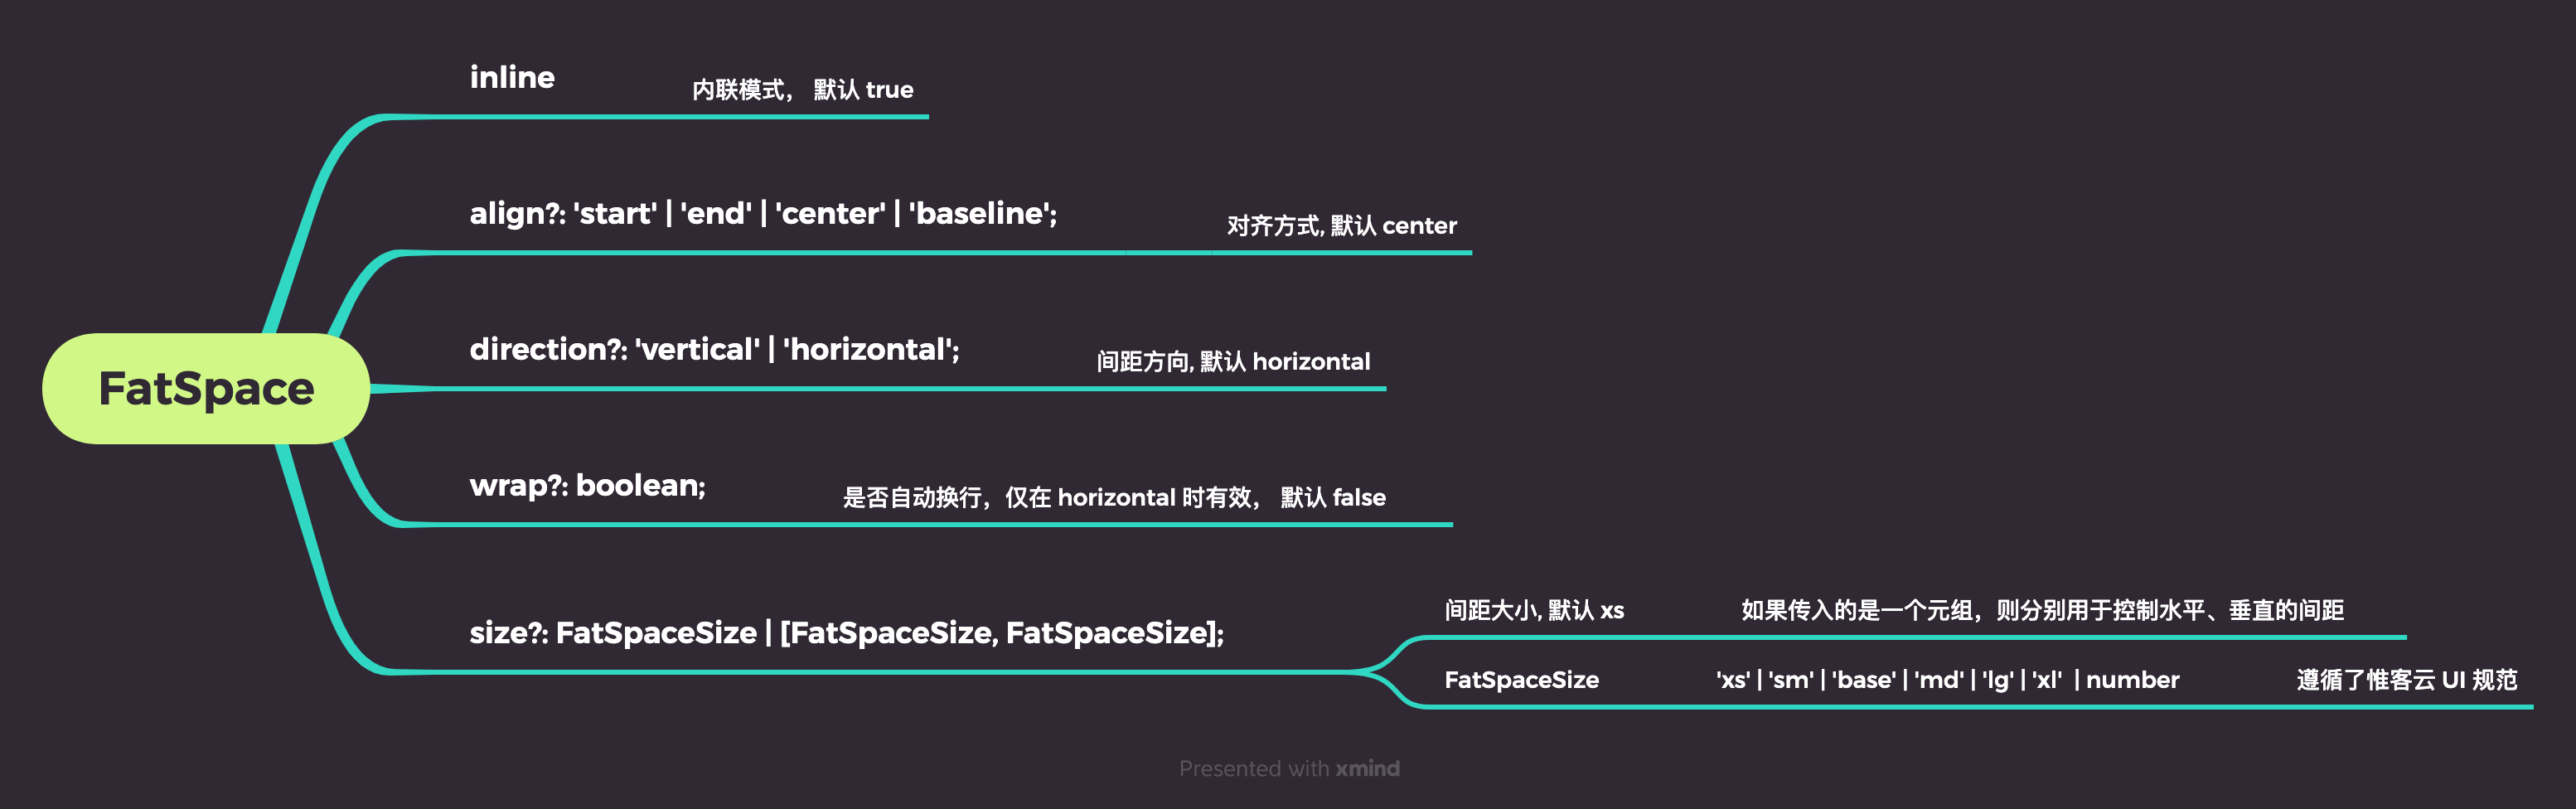 inline
内联模式， 默认 true
align?: 'start' | 'end' | 'center' | 'baseline';
对齐方式, 默认 center
direction?: 'vertical' | 'horizontal';
间距方向, 默认 horizontal
FatSpace
wrap?: boolean;
是否自动换行，仅在 horizontal 时有效， 默认 false
size?: FatSpaceSize | [FatSpaceSize, FatSpaceSize];
间距大小, 默认 xs
如果传入的是一个元组，则分别用于控制水平、垂直的间距
FatSpaceSize
'xs' | 'sm' | 'base' | 'md' | 'lg' | 'xl' | number
遵循了惟客云 UI 规范
Presented with xmind